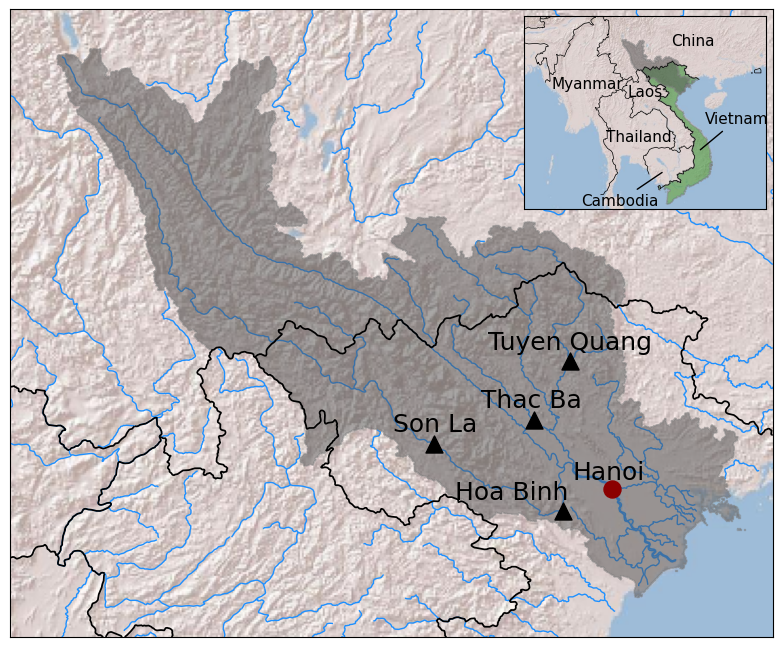 China
Myanmar
Laos
Vietnam
Thailand
Cambodia
Tuyen Quang
Thac Ba
Son La
Hanoi
Hoa Binh